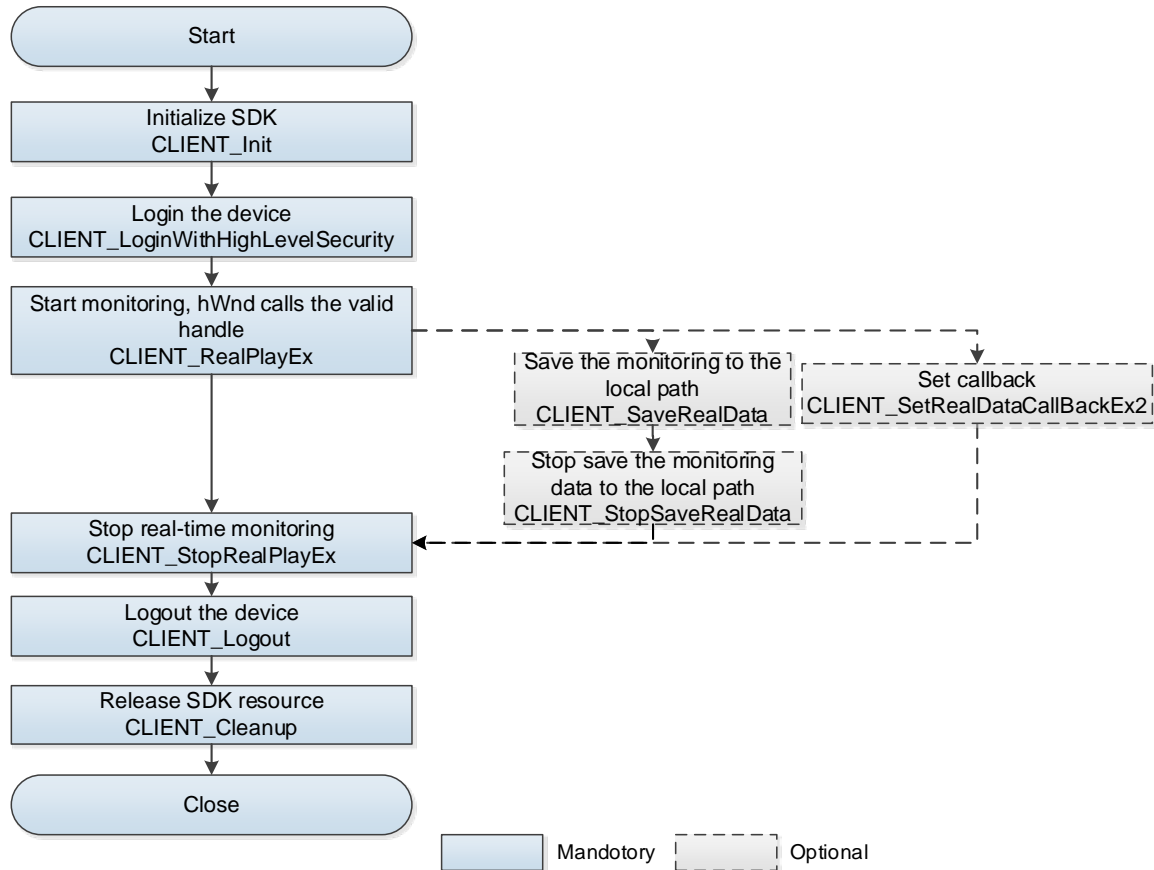 Start
Initialize SDK
CLIENT_Init
Login the device
CLIENT_LoginWithHighLevelSecurity
Start monitoring, hWnd calls the valid
handle
CLIENT_RealPlayEx
Save the monitoring to the
local path
CLIENT_SaveRealData
Set callback
CLIENT_SetRealDataCallBackEx2
Stop save the monitoring
data to the local path
CLIENT_StopSaveRealData
Stop real-time monitoring
CLIENT_StopRealPlayEx
Logout the device
CLIENT_Logout
Release SDK resource
CLIENT_Cleanup
Close
Mandotory
Optional